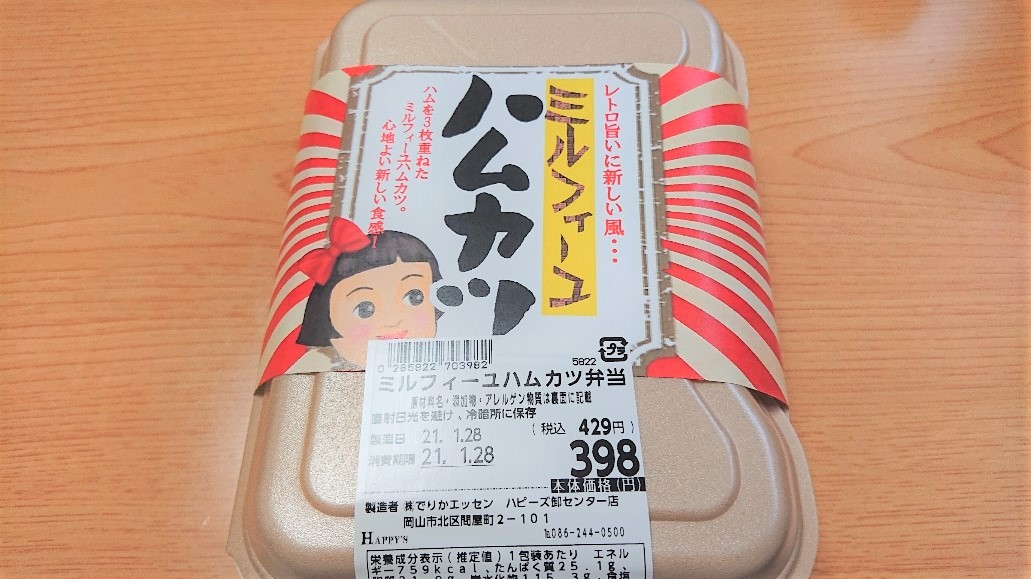 レトロ旨いに新しい風…
ミルフィーユ
ハムカツ
ハムを3枚重ねた
ミルフィーユハムカツ。
心地よい新しい食感!
0 285822 703982
5822
プラ
ミルフィーユハムカツ弁当
原材料名・添加物・アレルゲン物質は裏面に記載
直射日光を避け、冷暗所に保存
製造日 21. 1.28
(税込 429円)
消費期限 21. 1.28
398
本体価格(円)
製造者 ㈱でりかエッセン ハピーズ卸センター店
岡山市北区問屋町2-101
HAPPY'S
℡086-244-0500
栄養成分表示(推定値)1包装あたり エネル
ギー759kcal、たんぱく質25.1g、